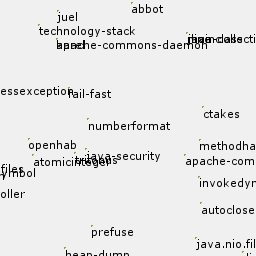 abbot
juel
technology-stack
apache-commons-daemon
essexception
fail-fast
ctakes
numberformat
openhab
methodha
java-security
atomicinteger
apache-com
files
ymbol
invokedyn
oller
autoclose
prefuse
java.nio.fil
heap-dump